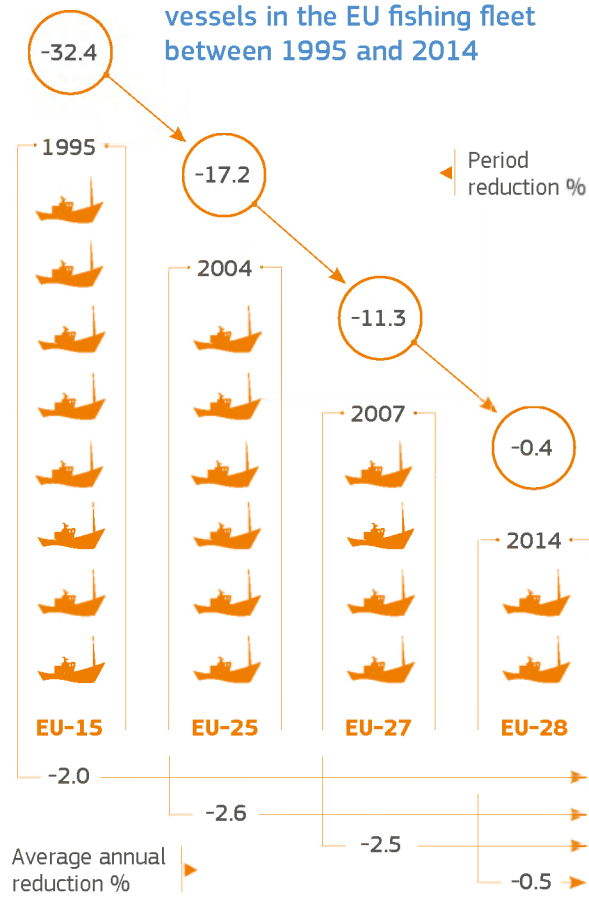 vessels in the EU fishing fleet
between 1995 and 2014
-32.4
1995
-17.2
Period
reduction %
2004
-11.3
2007
-0.4
2014
EU-15
EU-25
EU-27
EU-28
-2.0
-2.6
-2.5
Average annual
reduction %
-0.5